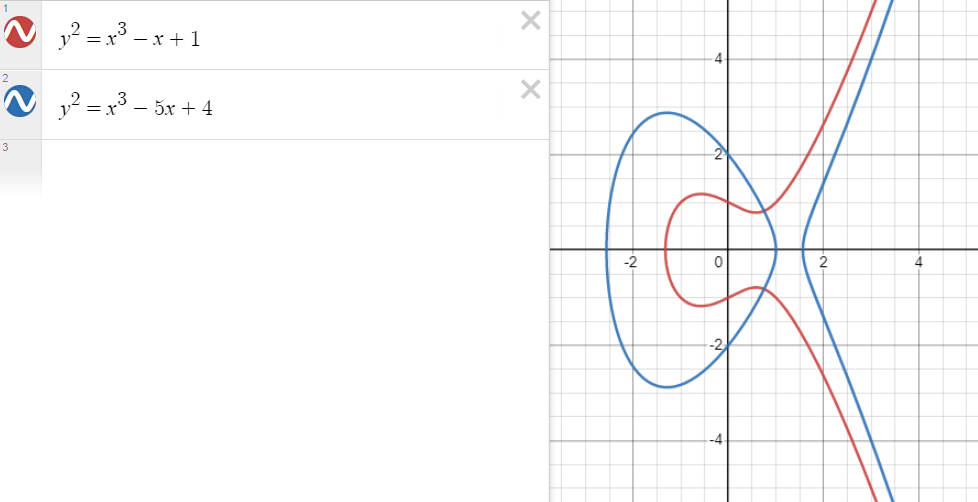 1
y² = x³ − x + 1
2
y² = x³ − 5x + 4
3
4
2
-2 0 2 4
-2
-4